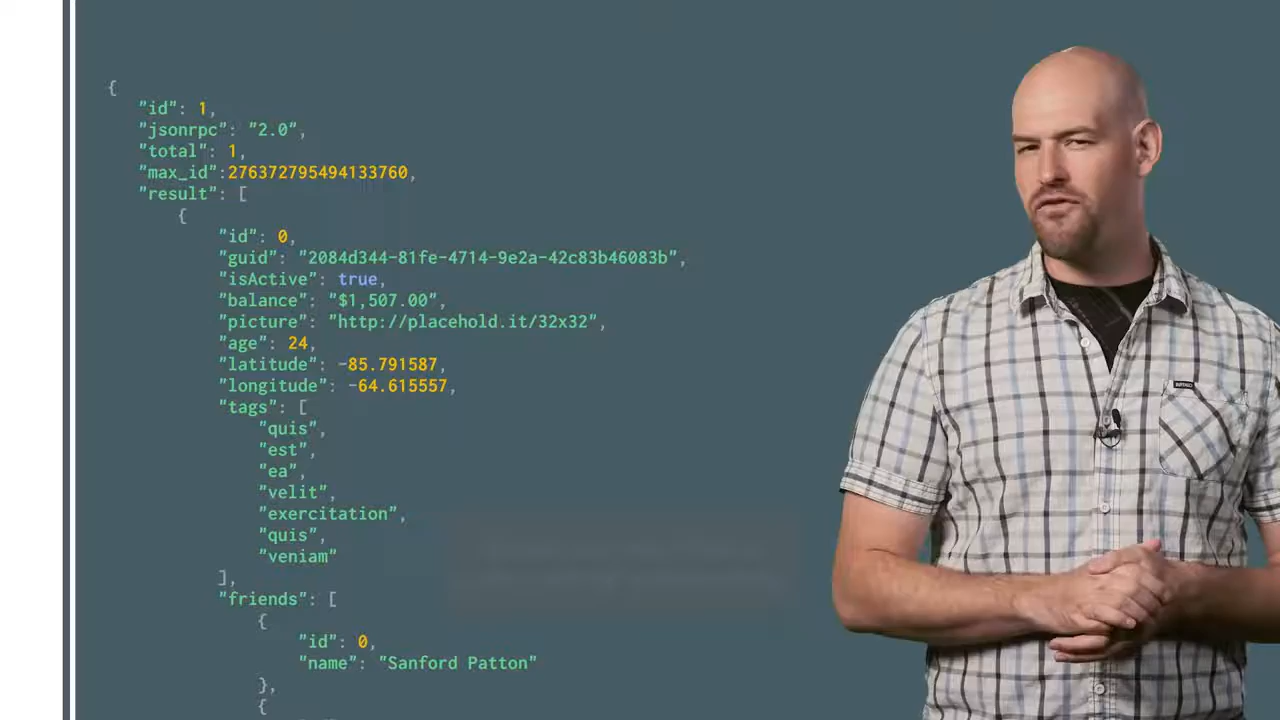 {
"id": 1,
"jsonrpc": "2.0",
"total": 1,
"max_id":276372795494133760,
"result": [
{
"id": 0,
"guid": "2084d344-81fe-4714-9e2a-42c83b46083b",
"isActive": true,
"balance": "$1,507.00",
"picture": "http://placehold.it/32x32",
"age": 24,
"latitude": -85.791587,
"longitude": -64.615557,
"tags": [
"quis",
"est",
"ea",
"velit",
"exercitation",
"quis",
"veniam"
],
"friends": [
{
"id": 0,
"name": "Sanford Patton"
},
{